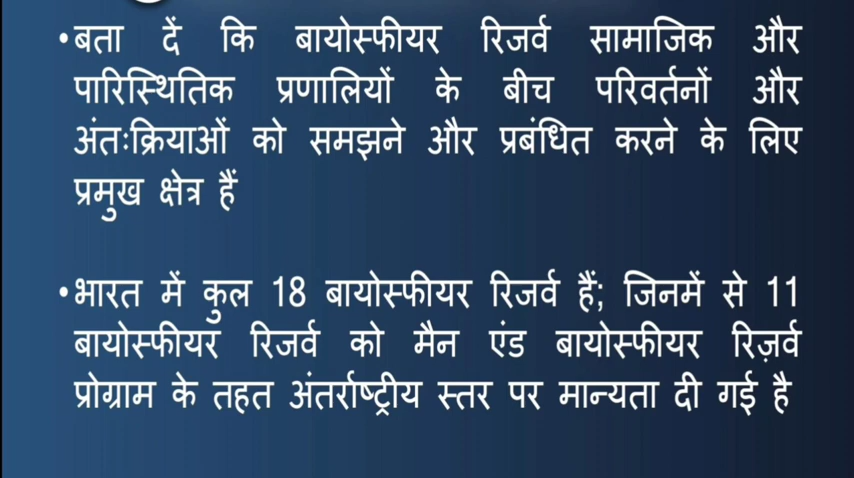 •बता दें कि बायोस्फीयर रिजर्व सामाजिक और
पारिस्थितिक प्रणालियों के बीच परिवर्तनों और
अंतःक्रियाओं को समझने और प्रबंधित करने के लिए
प्रमुख क्षेत्र हैं
•भारत में कुल 18 बायोस्फीयर रिजर्व हैं; जिनमें से 11
बायोस्फीयर रिजर्व को मैन एंड बायोस्फीयर रिज़र्व
प्रोग्राम के तहत अंतर्राष्ट्रीय स्तर पर मान्यता दी गई है